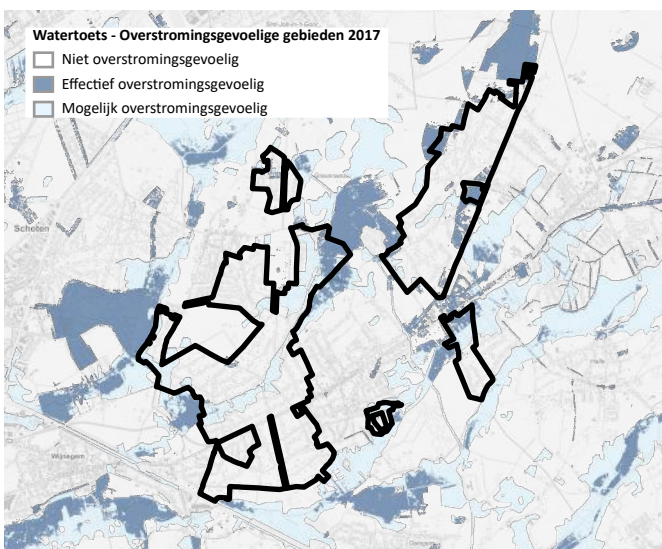 Watertoets - Overstromingsgevoelige gebieden 2017
Niet overstromingsgevoelig
Effectief overstromingsgevoelig
Mogelijk overstromingsgevoelig
Schoten
Wijnegem